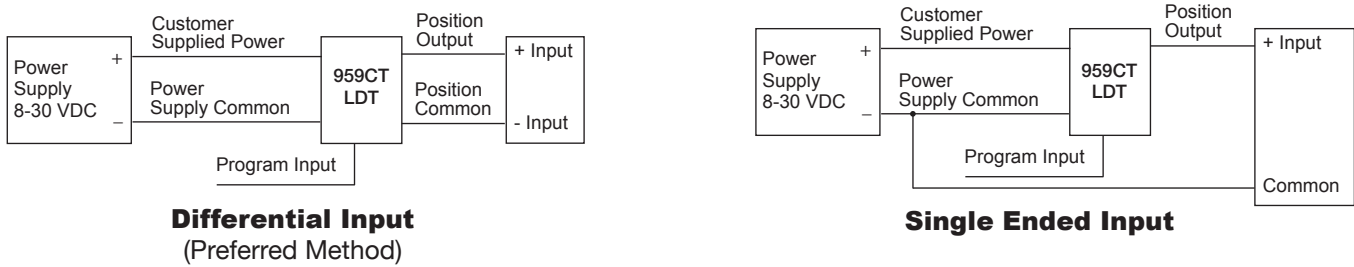 Customer
Supplied Power
Position
Output
Power
Supply
8-30 VDC
+
−
Power
Supply Common
959CT
LDT
Position
Common
+ Input
- Input
Program Input
Differential Input
(Preferred Method)
Customer
Supplied Power
Position
Output
Power
Supply
8-30 VDC
+
−
Power
Supply Common
959CT
LDT
+ Input
Program Input
Common
Single Ended Input